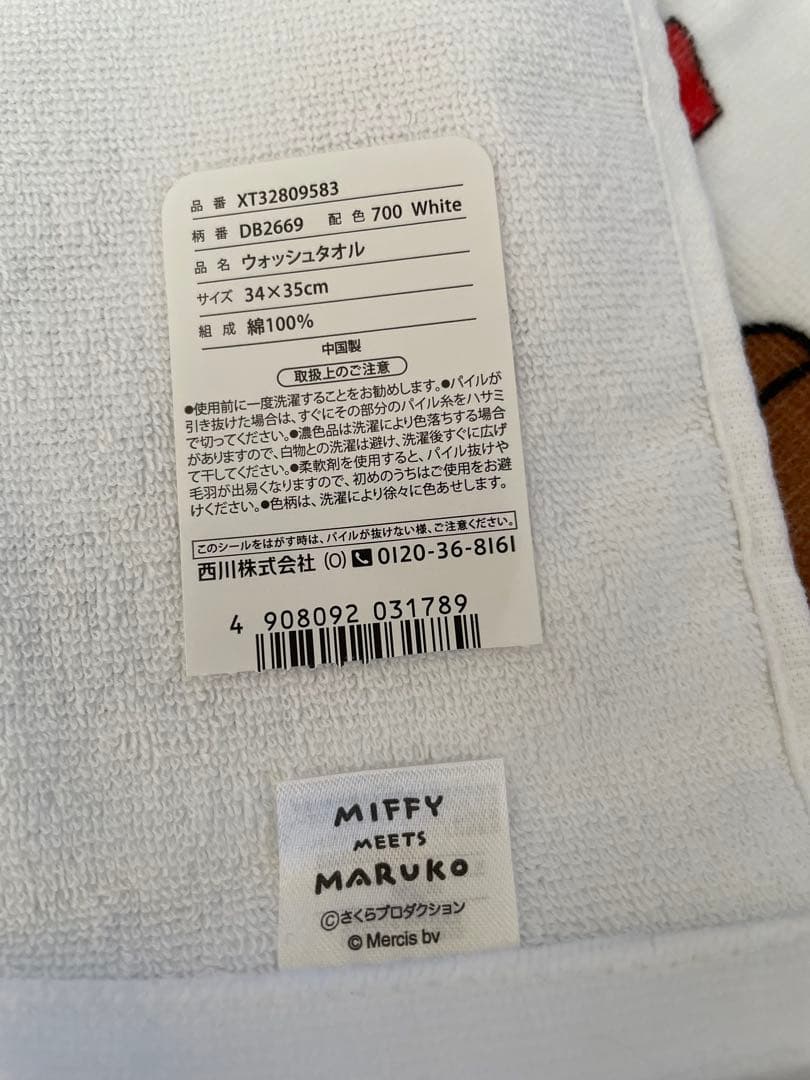 品番 XT32809583
柄番 DB2669 配色 700 White
品名 ウォッシュタオル
サイズ 34×35cm
組成 綿100%
中国製
取扱上のご注意
●使用前に一度洗濯することをお勧めします。●パイルが
引き抜けた場合は、すぐにその部分のパイル糸をハサミ
で切ってください。●濃色品は洗濯により色落ちする場合
がありますので、白物との洗濯は避け、洗濯後すぐに広げ
て干してください。●柔軟剤を使用すると、パイル抜けや
毛羽が出易くなりますので、初めのうちはご使用をお避
けください。●色柄は、洗濯により徐々に色あせします。
このシールをはがす時は、パイルが抜けない様、ご注意ください。
西川株式会社 (O) 0120-36-8161
4 908092 031789
MIFFY
MEETS
MARUKO
©さくらプロダクション
© Mercis bv